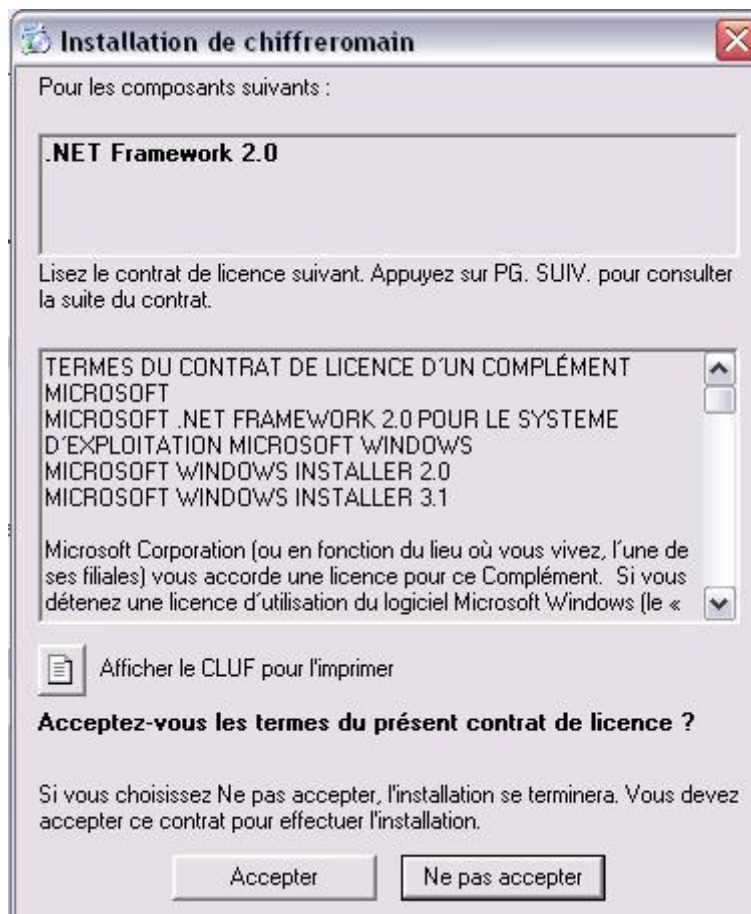 Installation de chiffreromain
Pour les composants suivants :
.NET Framework 2.0
Lisez le contrat de licence suivant. Appuyez sur PG. SUIV. pour consulter
la suite du contrat.
TERMES DU CONTRAT DE LICENCE D´UN COMPLÉMENT
MICROSOFT
MICROSOFT .NET FRAMEWORK 2.0 POUR LE SYSTEME
D´EXPLOITATION MICROSOFT WINDOWS
MICROSOFT WINDOWS INSTALLER 2.0
MICROSOFT WINDOWS INSTALLER 3.1
Microsoft Corporation (ou en fonction du lieu où vous vivez, l´une de
ses filiales) vous accorde une licence pour ce Complément. Si vous
détenez une licence d´utilisation du logiciel Microsoft Windows (le «
Afficher le CLUF pour l'imprimer
Acceptez-vous les termes du présent contrat de licence ?
Si vous choisissez Ne pas accepter, l'installation se terminera. Vous devez
accepter ce contrat pour effectuer l'installation.
Accepter
Ne pas accepter